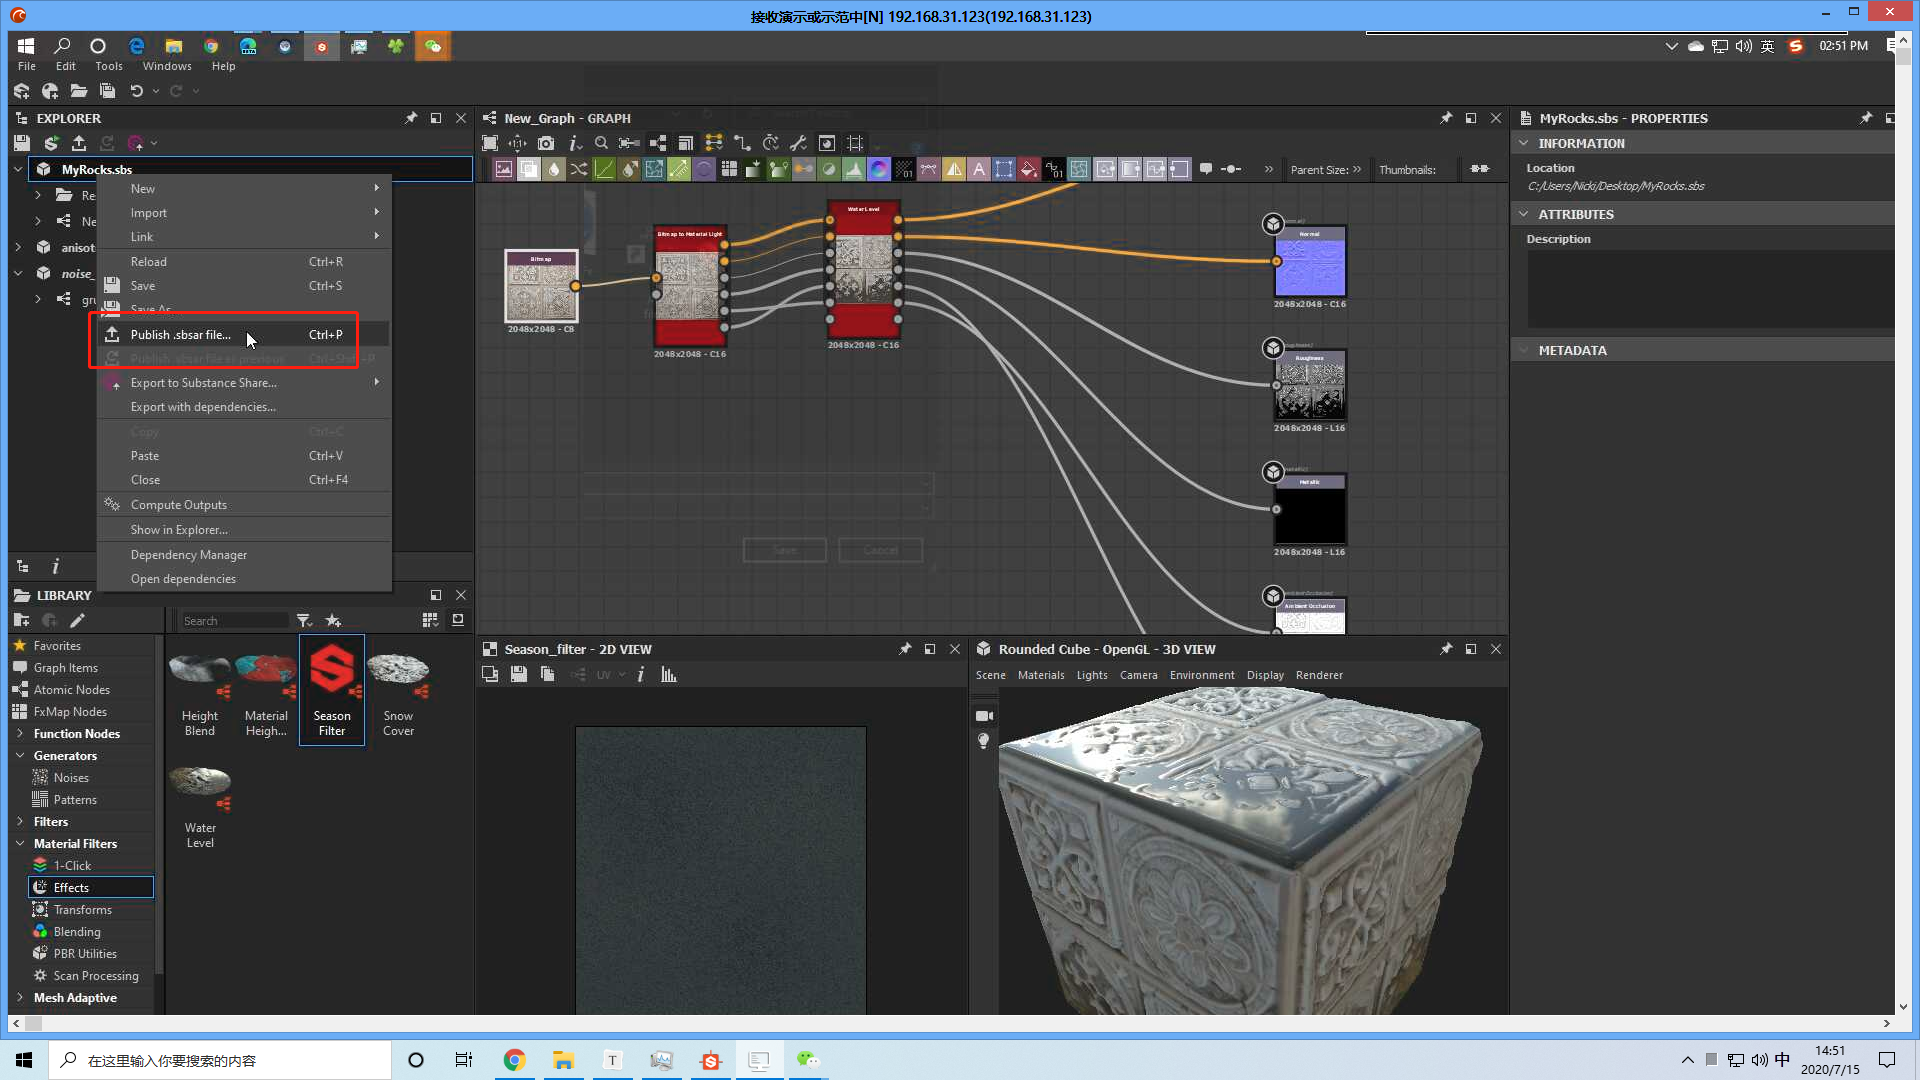 接收演示或示范中[N] 192.168.31.123(192.168.31.123)
英
02:51 PM
File Edit Tools Windows Help
EXPLORER
MyRocks.sbs
New
Import
Link
Reload Ctrl+R
Save Ctrl+S
Save As
Publish .sbsar file... Ctrl+P
Publish .sbsar file as previous
Export to Substance Share...
Export with dependencies...
Copy Ctrl+C
Paste Ctrl+V
Close Ctrl+F4
Compute Outputs
Show in Explorer...
Dependency Manager
Open dependencies
Re
Ne
anisot
noise_
gru
New_Graph - GRAPH
Parent Size:
Thumbnails:
Bitmap
2048x2048 - C8
Bitmap to Material Light
2048x2048 - C16
Water Level
2048x2048 - C16
Normal
2048x2048 - C16
Roughness
2048x2048 - L16
Metallic
2048x2048 - L16
Ambient Occlusion
Save
Cancel
MyRocks.sbs - PROPERTIES
INFORMATION
Location
C:/Users/Nicki/Desktop/MyRocks.sbs
ATTRIBUTES
Description
METADATA
LIBRARY
Search
Favorites
Graph Items
Atomic Nodes
FxMap Nodes
Function Nodes
Generators
Noises
Patterns
Filters
Material Filters
1-Click
Effects
Transforms
Blending
PBR Utilities
Scan Processing
Mesh Adaptive
Height
Blend
Material
Heigh...
Season
Filter
Snow
Cover
Water
Level
Season_filter - 2D VIEW
UV
Rounded Cube - OpenGL - 3D VIEW
Scene Materials Lights Camera Environment Display Renderer
在这里输入你要搜索的内容
中
14:51
2020/7/15